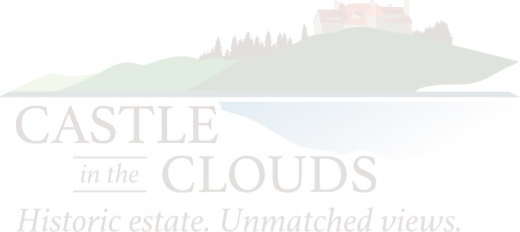 CASTLE
in the
CLOUDS
Historic estate. Unmatched views.